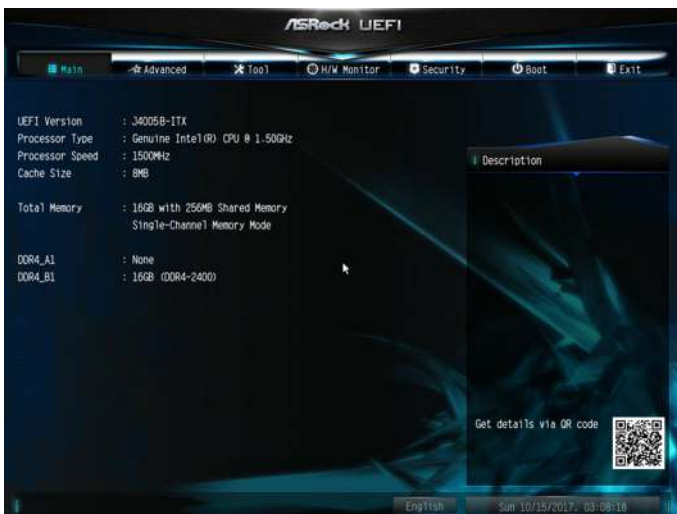 ASRock UEFI
Main Advanced Tool H/W Monitor Security Boot Exit
UEFI Version : J4005B-ITX
Processor Type : Genuine Intel(R) CPU @ 1.50GHz
Processor Speed : 1500MHz
Cache Size : 8MB
Total Memory : 16GB with 256MB Shared Memory
Single-Channel Memory Mode
DDR4_A1 : None
DDR4_B1 : 16GB (DDR4-2400)
Description
Get details via QR code
English Sun 10/15/2017. 03:08:16